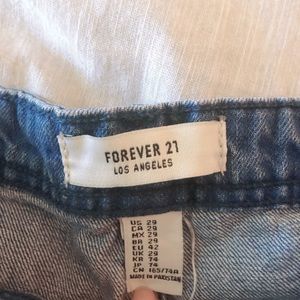 FOREVER 21
LOS ANGELES
US 29
CA 29
MX 29
BR 29
EU 42
UK 29
KR 74
JP 74
CN 165/74A
MADE IN PAKISTAN